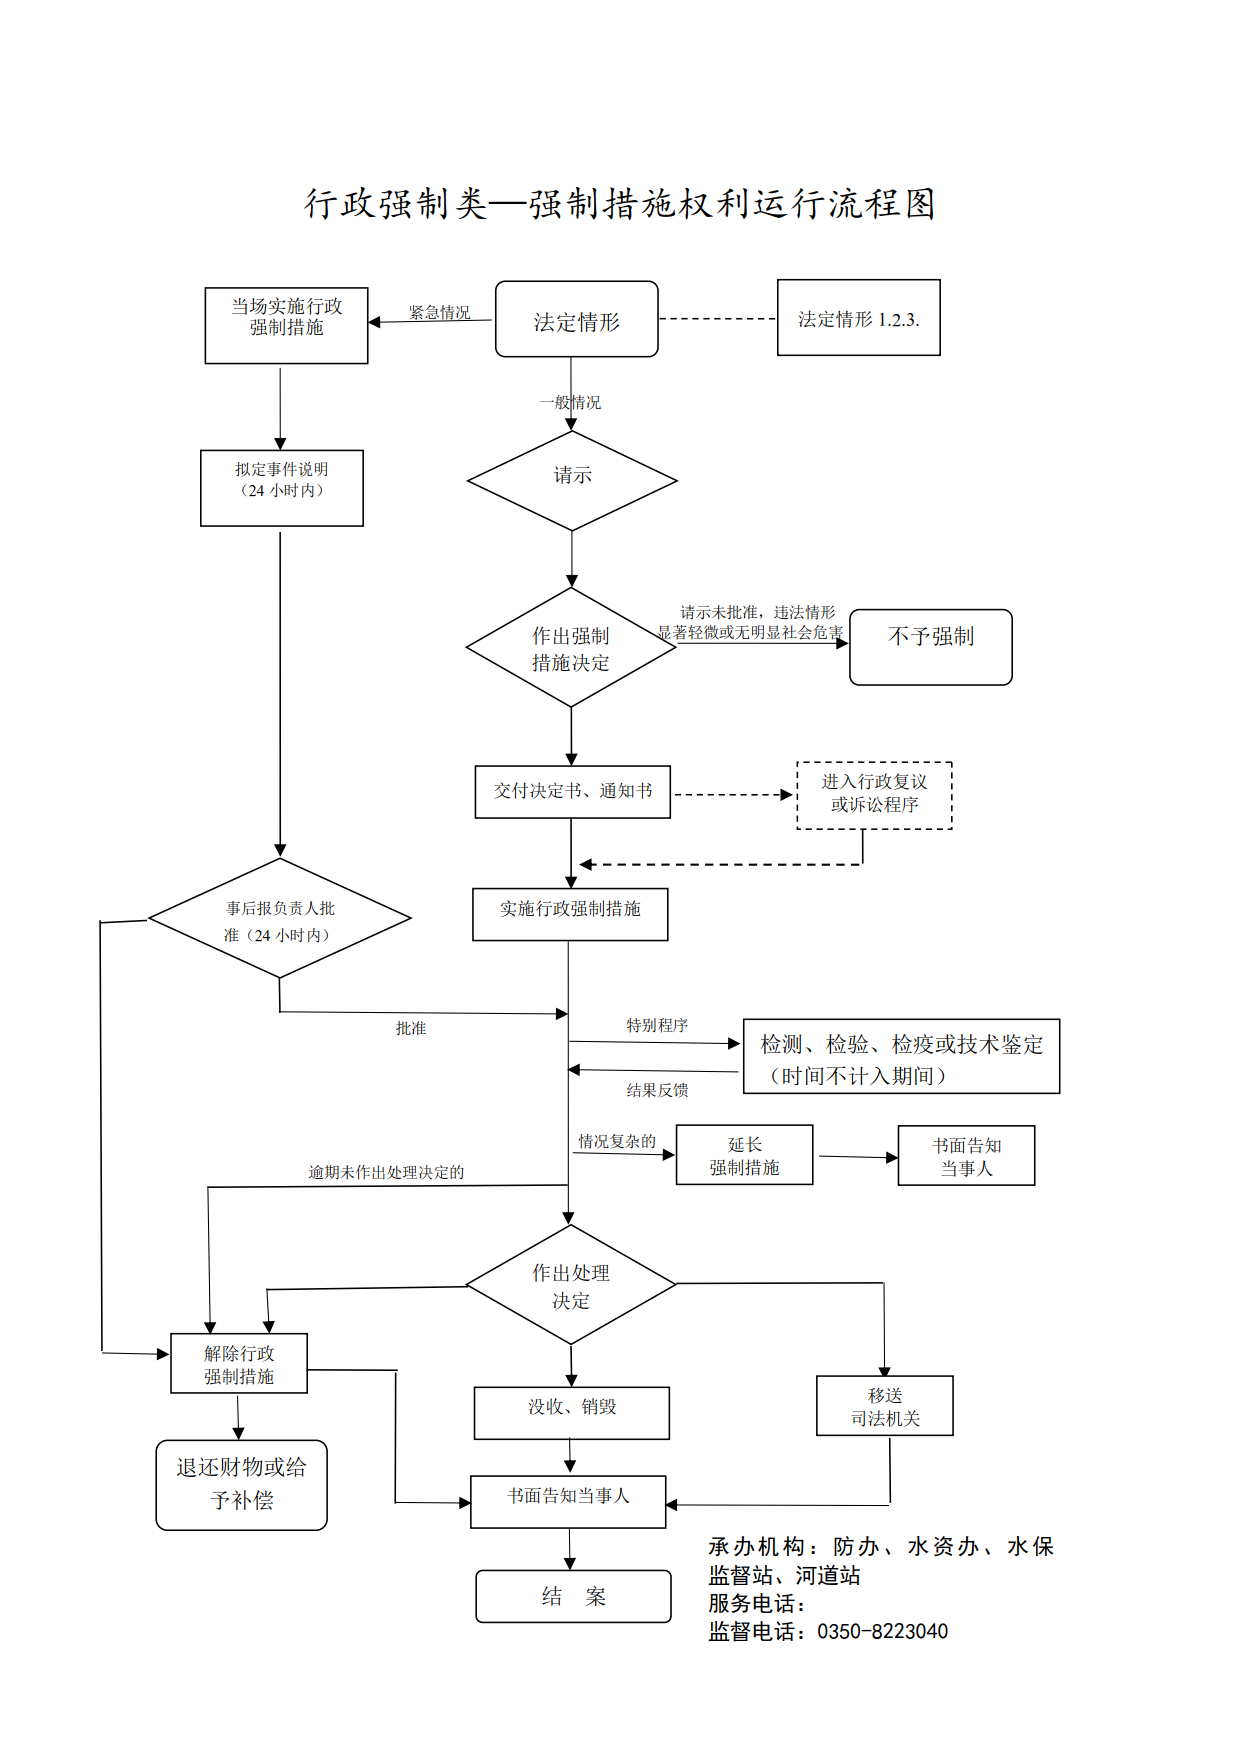 行政强制类—强制措施权利运行流程图
当场实施行政
强制措施
紧急情况
法定情形
法定情形 1.2.3.
一般情况
拟定事件说明
（24 小时内）
请示
作出强制
措施决定
请示未批准，违法情形
显著轻微或无明显社会危害
不予强制
交付决定书、通知书
进入行政复议
或诉讼程序
实施行政强制措施
事后报负责人批
准（24 小时内）
批准
特别程序
检测、检验、检疫或技术鉴定
（时间不计入期间）
结果反馈
情况复杂的
延长
强制措施
书面告知
当事人
逾期未作出处理决定的
作出处理
决定
解除行政
强制措施
没收、销毁
移送
司法机关
退还财物或给
予补偿
书面告知当事人
结 案
承办机构：防办、水资办、水保
监督站、河道站
服务电话：
监督电话：0350-8223040